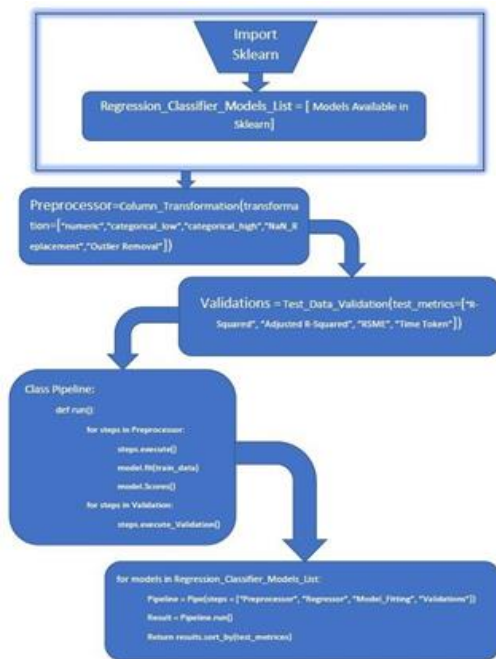 Import
Sklearn
Regression_Classifier_Models_List = [ Models Available in
Sklearn]
Preprocessor=Column_Transformation(transforma
tion=["numeric","categorical_low","categorical_high","NaN_R
eplacement","Outlier Removal"])
Validations = Test_Data_Validation(test_metrics=["R-
Squared", "Adjusted R-Squared", "RSME", "Time Token"])
Class Pipeline:
def run():
for steps in Preprocessor:
steps.execute()
model.fit(train_data)
model.Scores()
for steps in Validation:
steps.execute_Validation()
for models in Regression_Classifier_Models_List:
Pipeline = Pipe(steps = ["Preprocessor", "Regressor", "Model_Fitting", "Validations"])
Result = Pipeline.run()
Return results.sort_by(test_metrices)